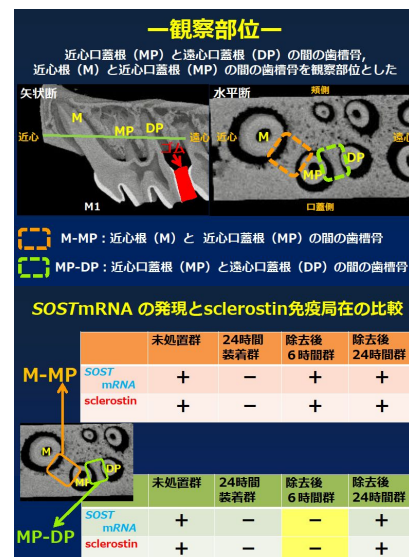 ー観察部位ー
近心口蓋根（MP）と遠心口蓋根（DP）の間の歯槽骨,
近心根（M）と近心口蓋根（MP）の間の歯槽骨を観察部位とした
矢状断
M
MP
DP
近心
遠心
ゴム
M1
水平断
頬側
M
近心
遠心
DP
MP
口蓋側
M-MP：近心根（M）と 近心口蓋根（MP）の間の歯槽骨
MP-DP：近心口蓋根（MP）と遠心口蓋根（DP）の間の歯槽骨
SOSTmRNA の発現とsclerostin免疫局在の比較
未処置群 24時間装着群 除去後6時間群 除去後24時間群
M-MP
SOST mRNA + − + +
sclerostin + − + +
M
DP
MP
MP-DP
未処置群 24時間装着群 除去後6時間群 除去後24時間群
SOST mRNA + − − +
sclerostin + − − +